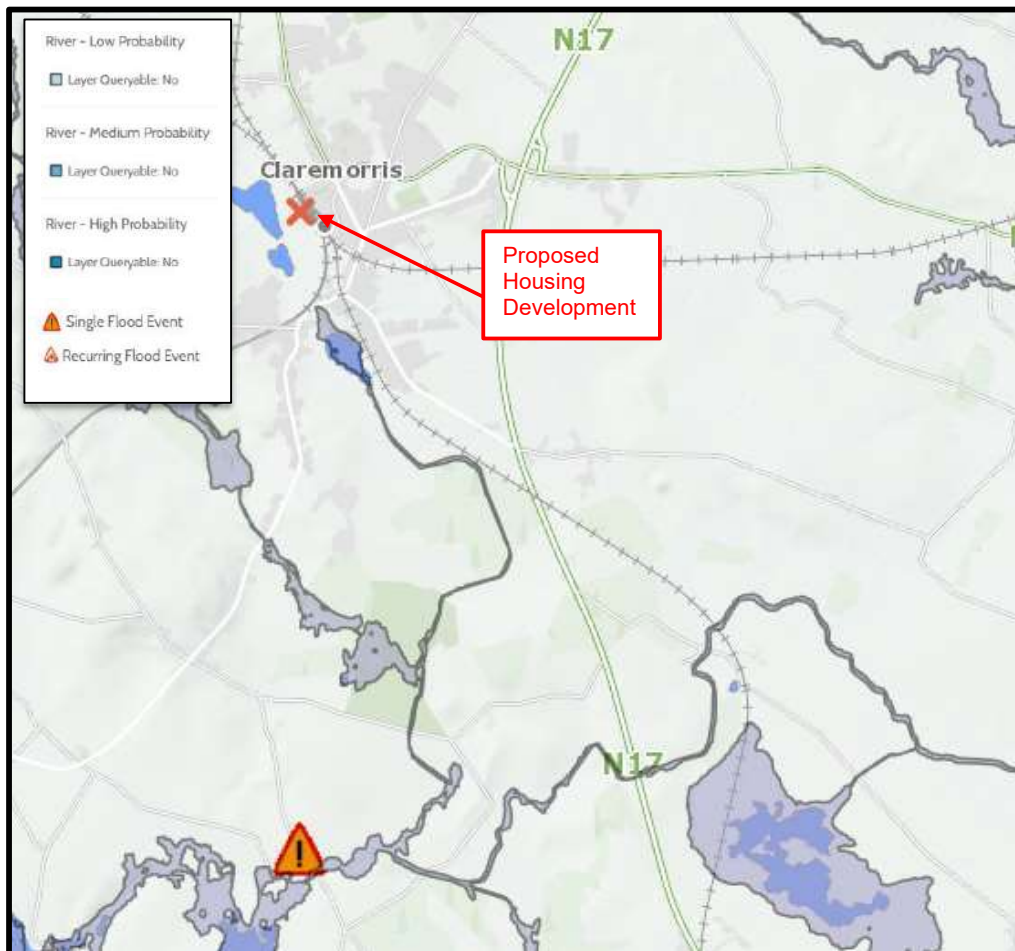 River - Low Probability
Layer Queryable: No
River - Medium Probability
Layer Queryable: No
River - High Probability
Layer Queryable: No
Single Flood Event
Recurring Flood Event
N17
Claremorris
Proposed
Housing
Development
N17